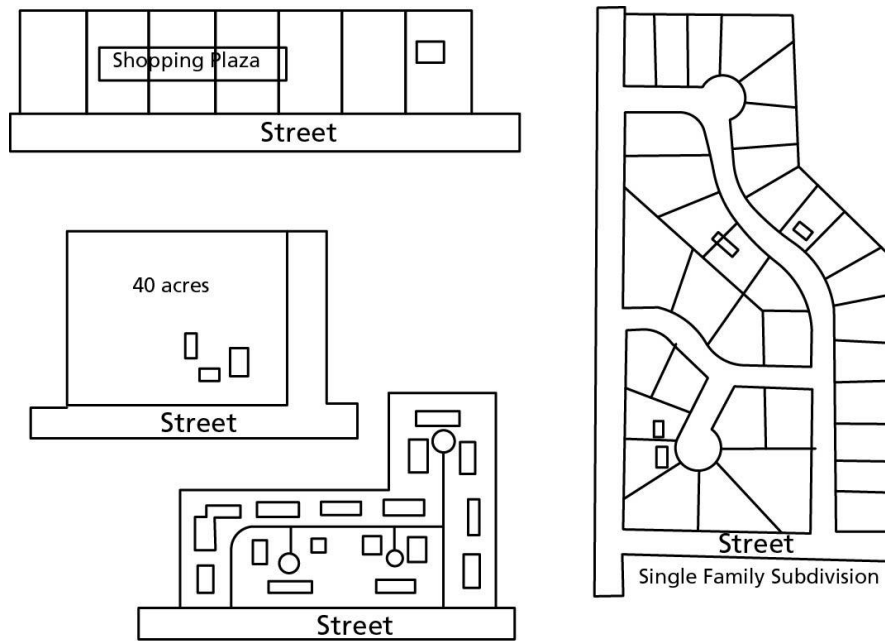 Shopping Plaza
Street
40 acres
Street
Street
Street
Single Family Subdivision